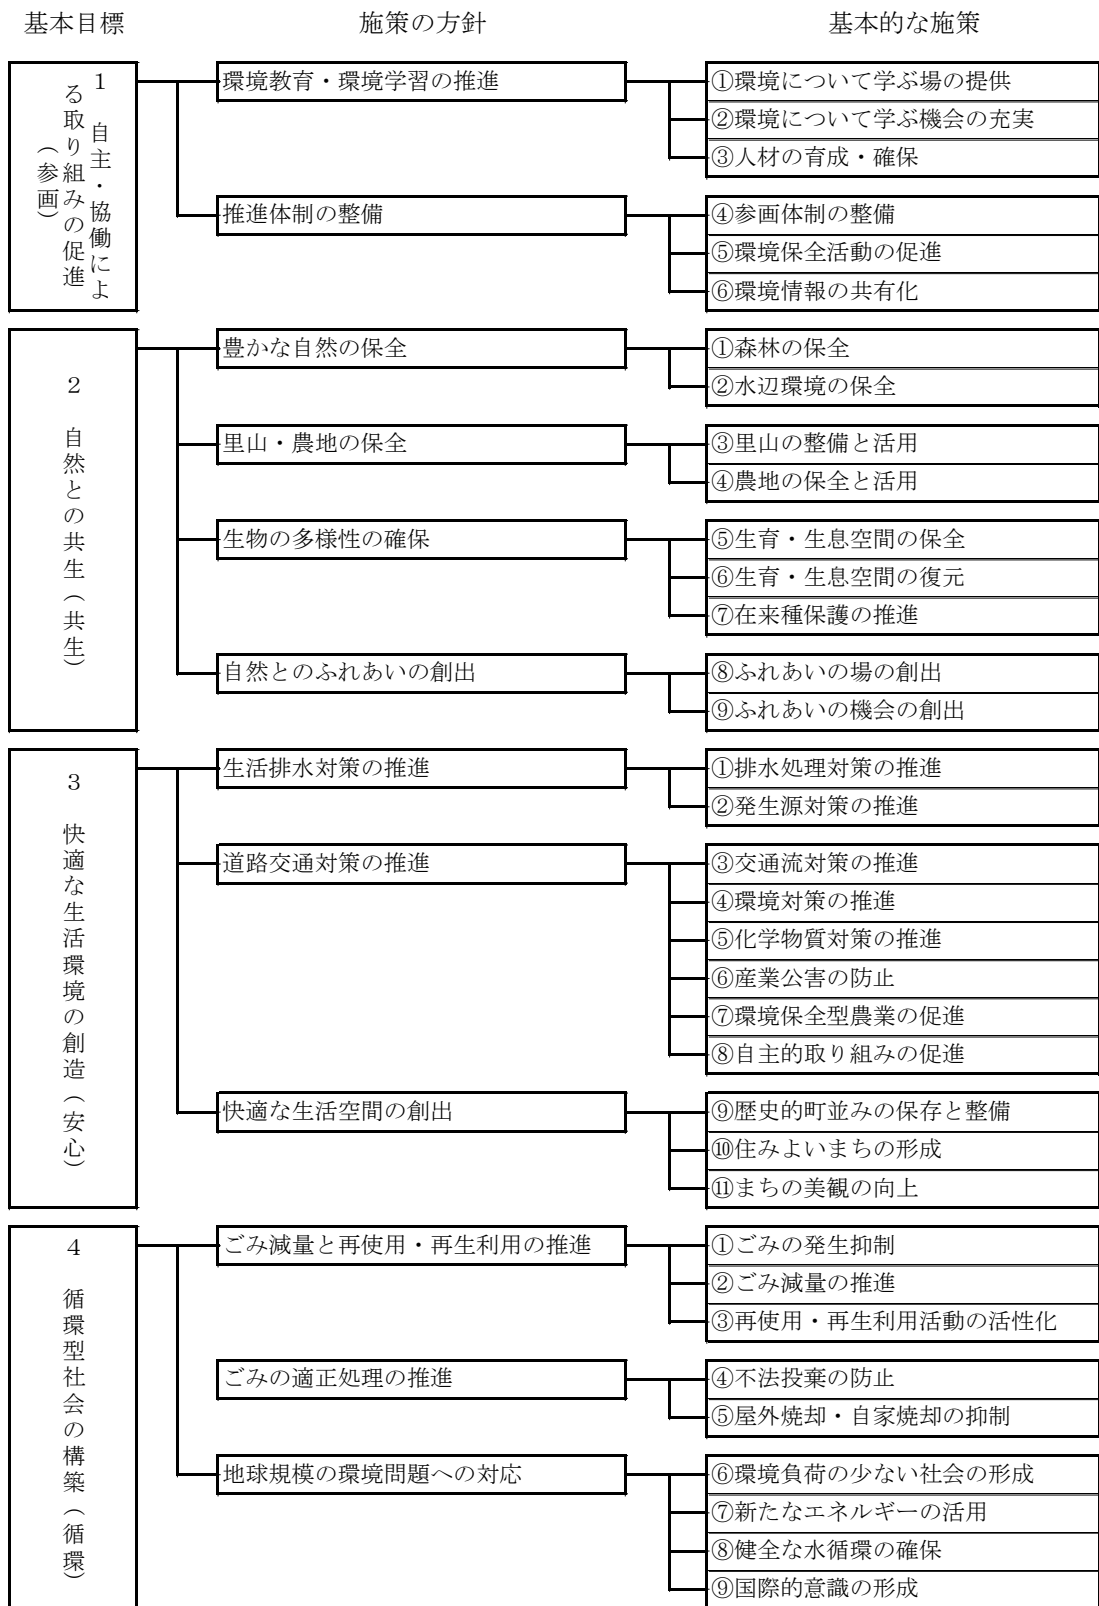 基本目標　施策の方針　基本的な施策
1　自主・協働によ
る取り組みの促進
（参画）
環境教育・環境学習の推進
①環境について学ぶ場の提供
②環境について学ぶ機会の充実
③人材の育成・確保
推進体制の整備
④参画体制の整備
⑤環境保全活動の促進
⑥環境情報の共有化
2　自然との共生（共生）
豊かな自然の保全
①森林の保全
②水辺環境の保全
里山・農地の保全
③里山の整備と活用
④農地の保全と活用
生物の多様性の確保
⑤生育・生息空間の保全
⑥生育・生息空間の復元
⑦在来種保護の推進
自然とのふれあいの創出
⑧ふれあいの場の創出
⑨ふれあいの機会の創出
3　快適な生活環境の創造（安心）
生活排水対策の推進
①排水処理対策の推進
②発生源対策の推進
道路交通対策の推進
③交通流対策の推進
④環境対策の推進
⑤化学物質対策の推進
⑥産業公害の防止
⑦環境保全型農業の促進
⑧自主的取り組みの促進
快適な生活空間の創出
⑨歴史的町並みの保存と整備
⑩住みよいまちの形成
⑪まちの美観の向上
4　循環型社会の構築（循環）
ごみ減量と再使用・再生利用の推進
①ごみの発生抑制
②ごみ減量の推進
③再使用・再生利用活動の活性化
ごみの適正処理の推進
④不法投棄の防止
⑤屋外焼却・自家焼却の抑制
地球規模の環境問題への対応
⑥環境負荷の少ない社会の形成
⑦新たなエネルギーの活用
⑧健全な水循環の確保
⑨国際的意識の形成